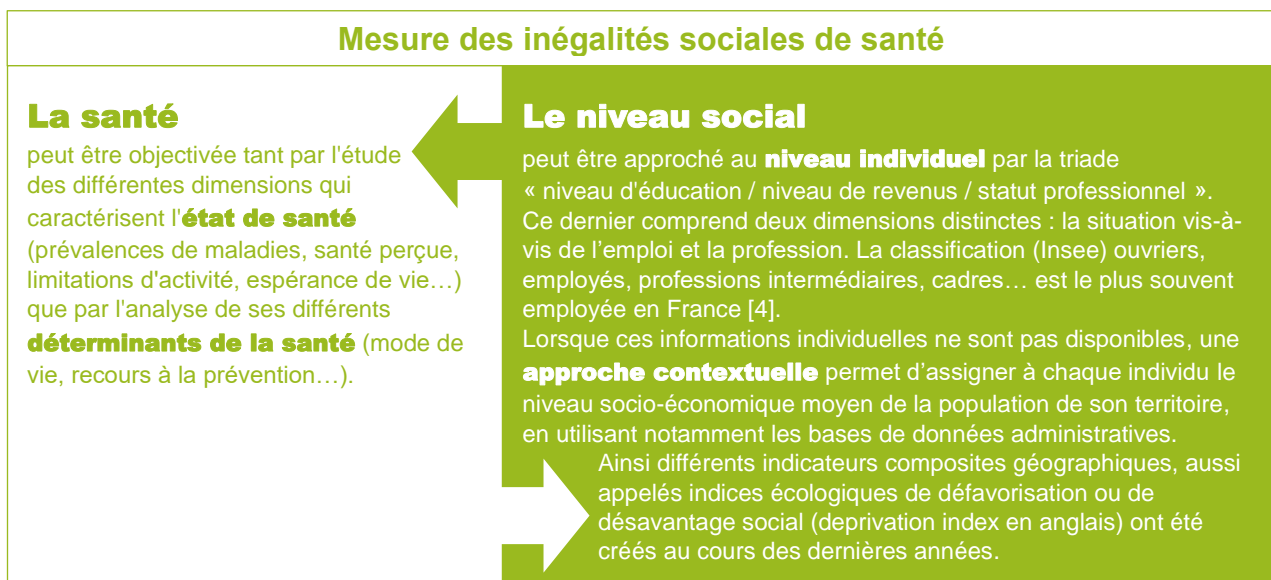 Mesure des inégalités sociales de santé
La santé
peut être objectivée tant par l'étude
des différentes dimensions qui
caractérisent l'état de santé
(prévalences de maladies, santé perçue,
limitations d'activité, espérance de vie…)
que par l'analyse de ses différents
déterminants de la santé (mode de
vie, recours à la prévention…).
Le niveau social
peut être approché au niveau individuel par la triade
« niveau d'éducation / niveau de revenus / statut professionnel ».
Ce dernier comprend deux dimensions distinctes : la situation vis-à-
vis de l’emploi et la profession. La classification (Insee) ouvriers,
employés, professions intermédiaires, cadres… est le plus souvent
employée en France [4].
Lorsque ces informations individuelles ne sont pas disponibles, une
approche contextuelle permet d’assigner à chaque individu le
niveau socio-économique moyen de la population de son territoire,
en utilisant notamment les bases de données administratives.
Ainsi différents indicateurs composites géographiques, aussi
appelés indices écologiques de défavorisation ou de
désavantage social (deprivation index en anglais) ont été
créés au cours des dernières années.